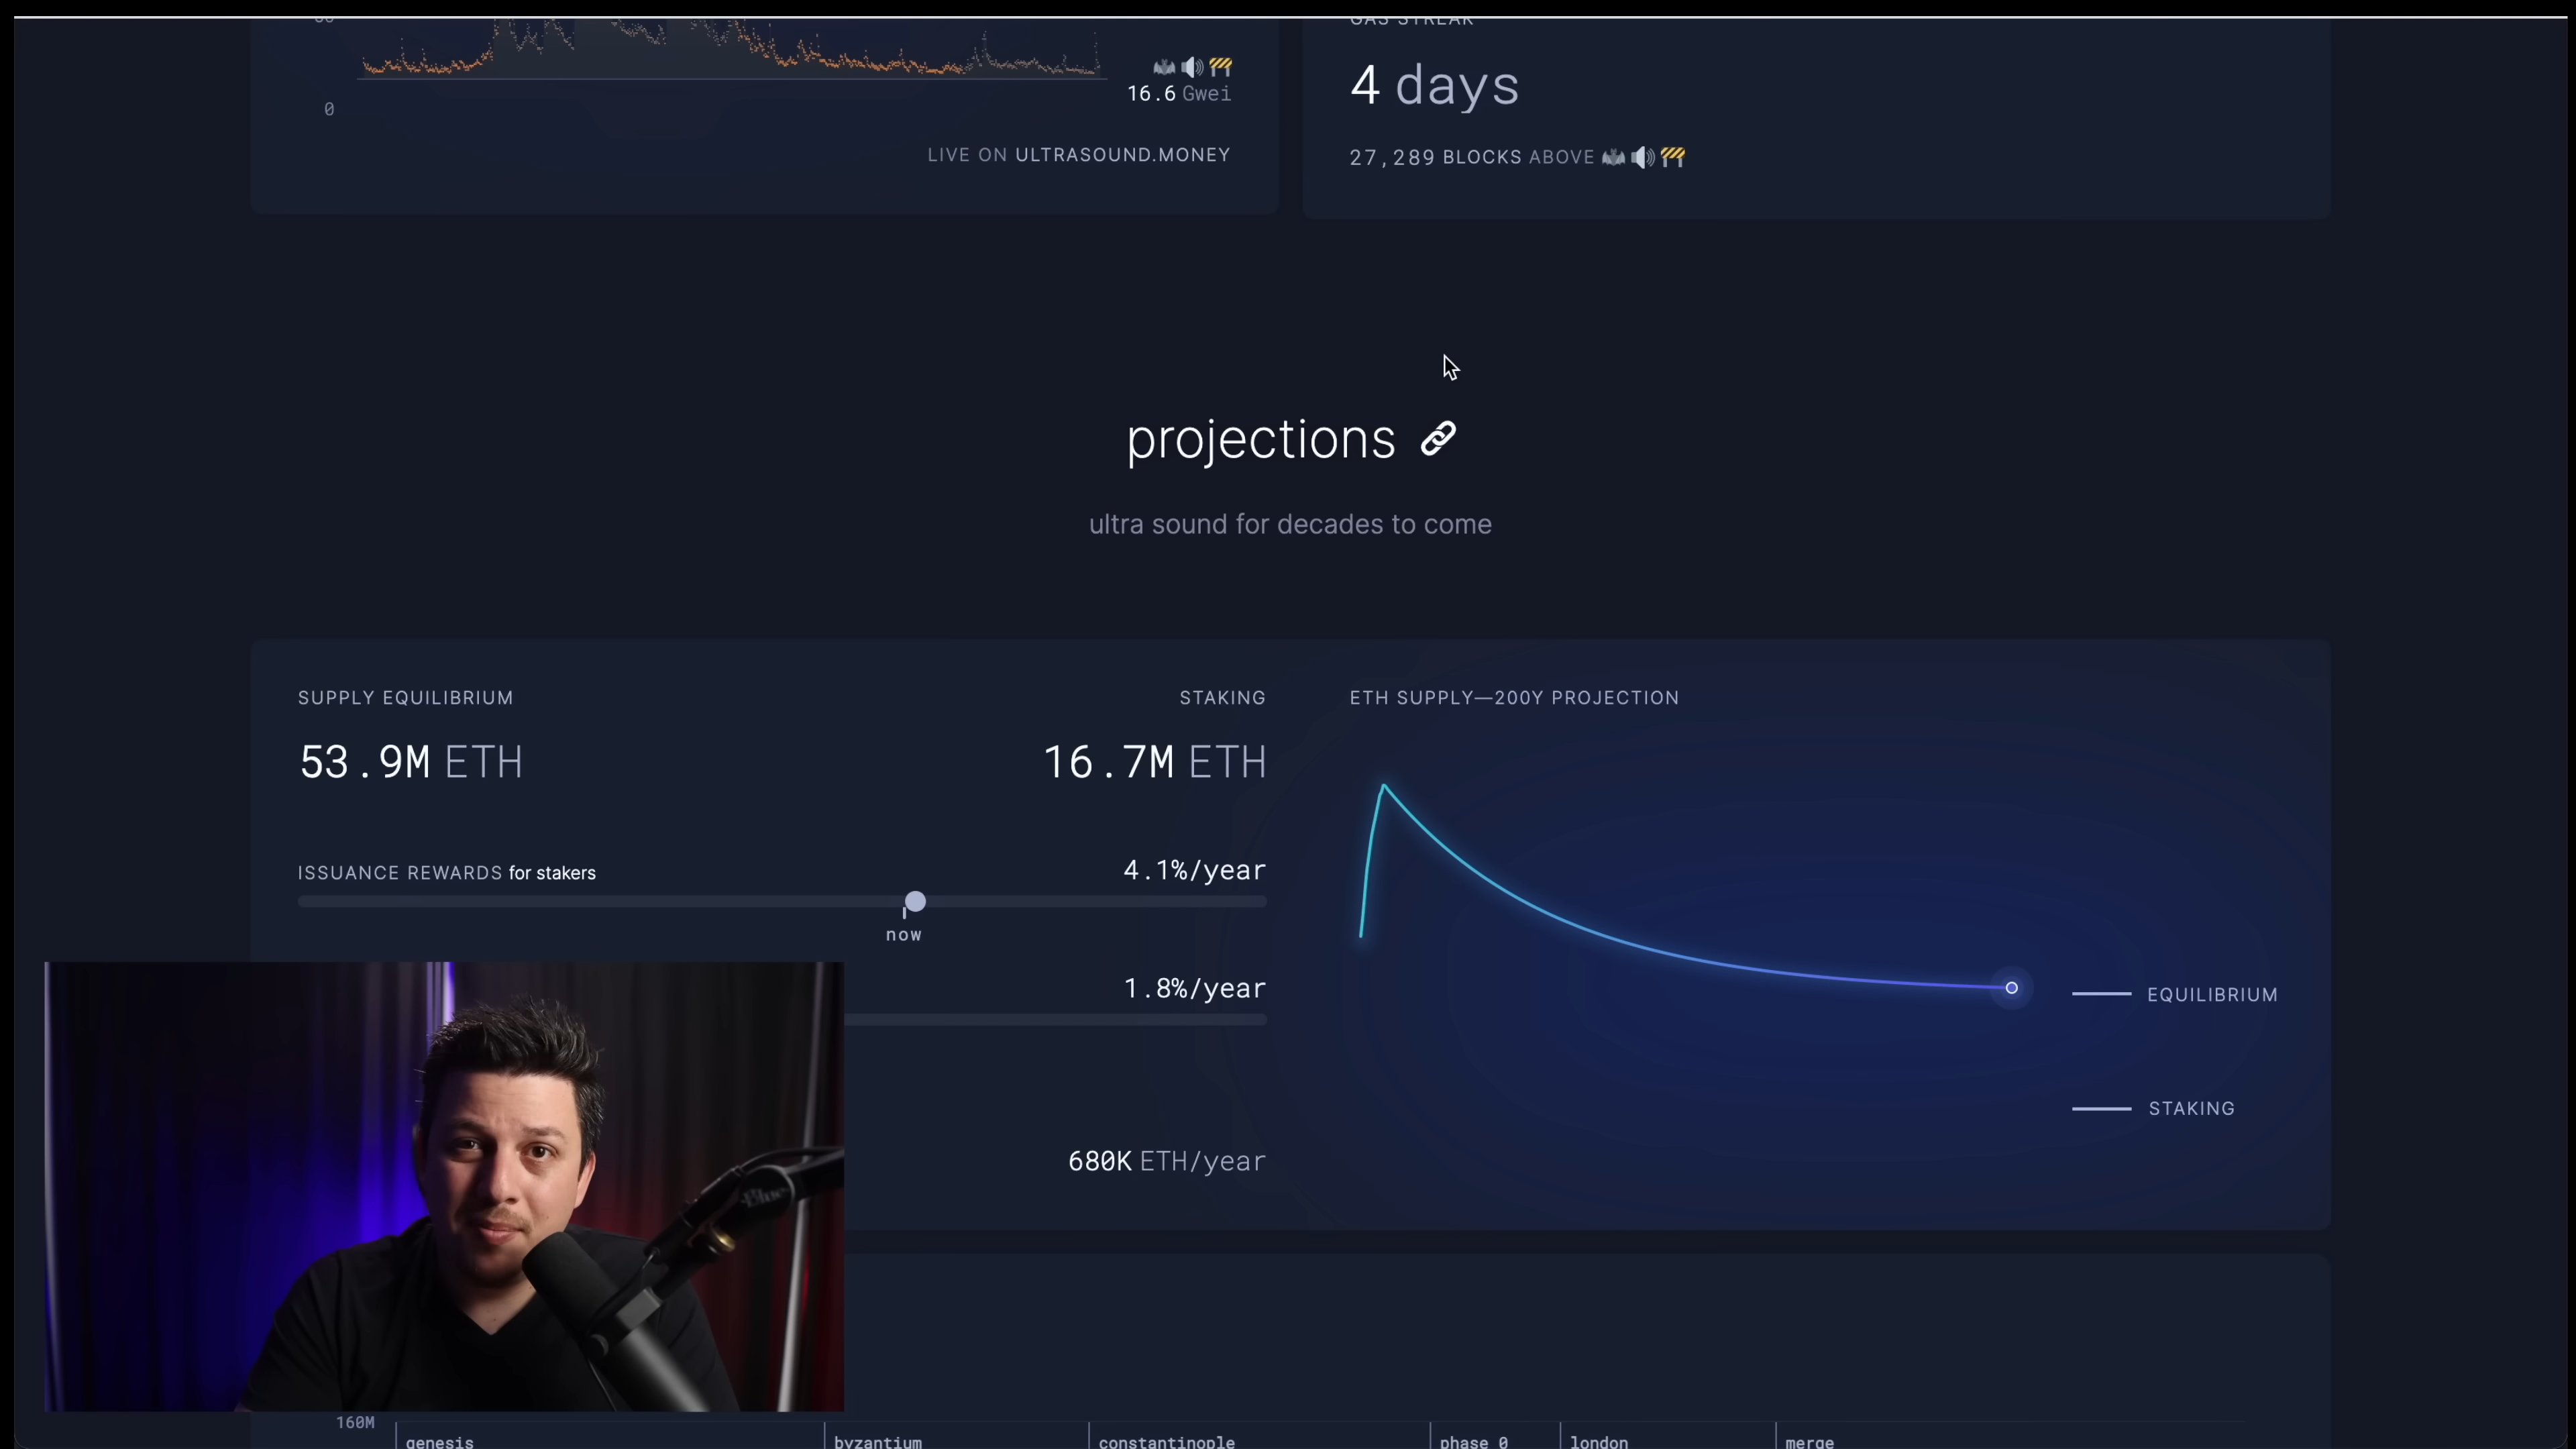 0
16.6 Gwei
LIVE ON ULTRASOUND.MONEY
GAS STREAK
4 days
27,289 BLOCKS ABOVE
projections
ultra sound for decades to come
SUPPLY EQUILIBRIUM
53.9M ETH
STAKING
16.7M ETH
ISSUANCE REWARDS for stakers
4.1%/year
now
1.8%/year
680K ETH/year
ETH SUPPLY—200Y PROJECTION
EQUILIBRIUM
STAKING
Blue
160M
genesis
byzantium
constantinople
phase 0
london
merge